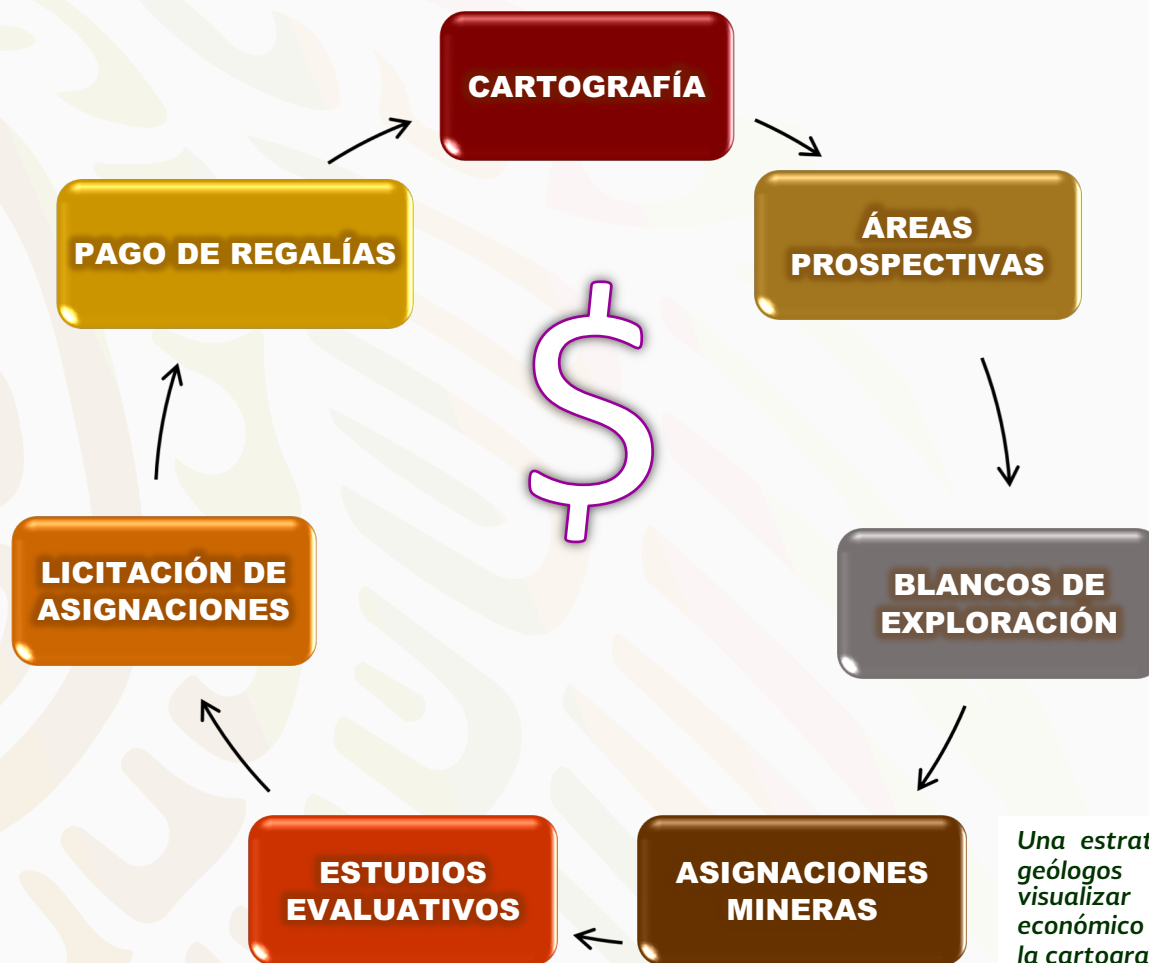 CARTOGRAFÍA
ÁREAS
PROSPECTIVAS
BLANCOS DE
EXPLORACIÓN
ASIGNACIONES
MINERAS
ESTUDIOS
EVALUATIVOS
LICITACIÓN DE
ASIGNACIONES
PAGO DE REGALÍAS
$
Una
geólogos
visualizar
económico
la